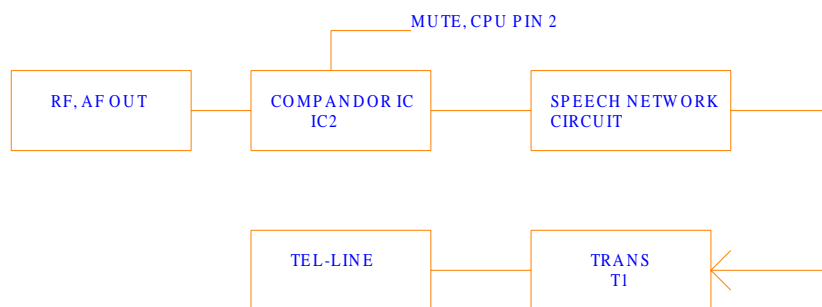 MUTE, CPU PIN 2
RF, AF OUT
COMPANDOR IC
IC2
SPEECH NETWORK
CIRCUIT
TEL-LINE
TRANS
T1